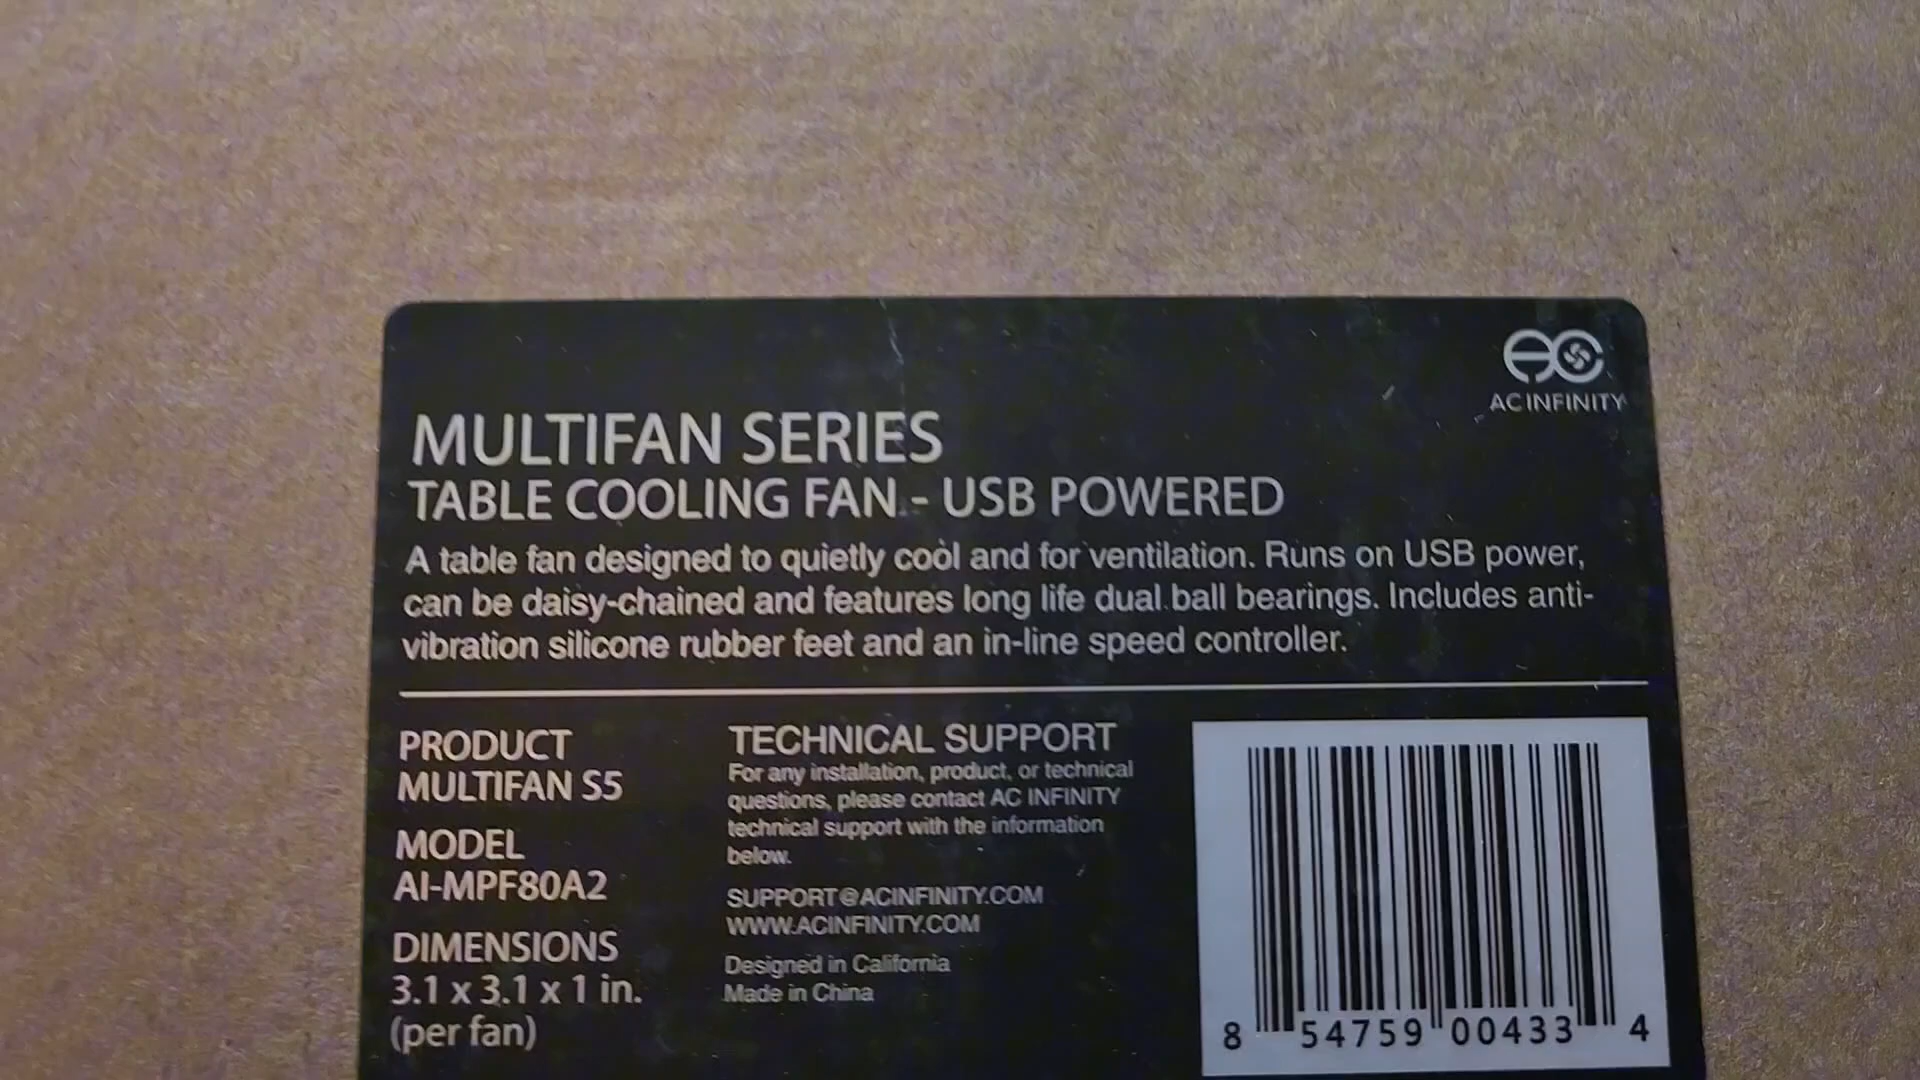 AC INFINITY
MULTIFAN SERIES
TABLE COOLING FAN - USB POWERED
A table fan designed to quietly cool and for ventilation. Runs on USB power,
can be daisy-chained and features long life dual ball bearings. Includes anti-
vibration silicone rubber feet and an in-line speed controller.
PRODUCT
MULTIFAN S5
MODEL
AI-MPF80A2
DIMENSIONS
3.1 x 3.1 x 1 in.
(per fan)
TECHNICAL SUPPORT
For any installation, product, or technical
questions, please contact AC INFINITY
technical support with the information
below.
SUPPORT@ACINFINITY.COM
WWW.ACINFINITY.COM
Designed in California
Made in China
8 54759 00433 4